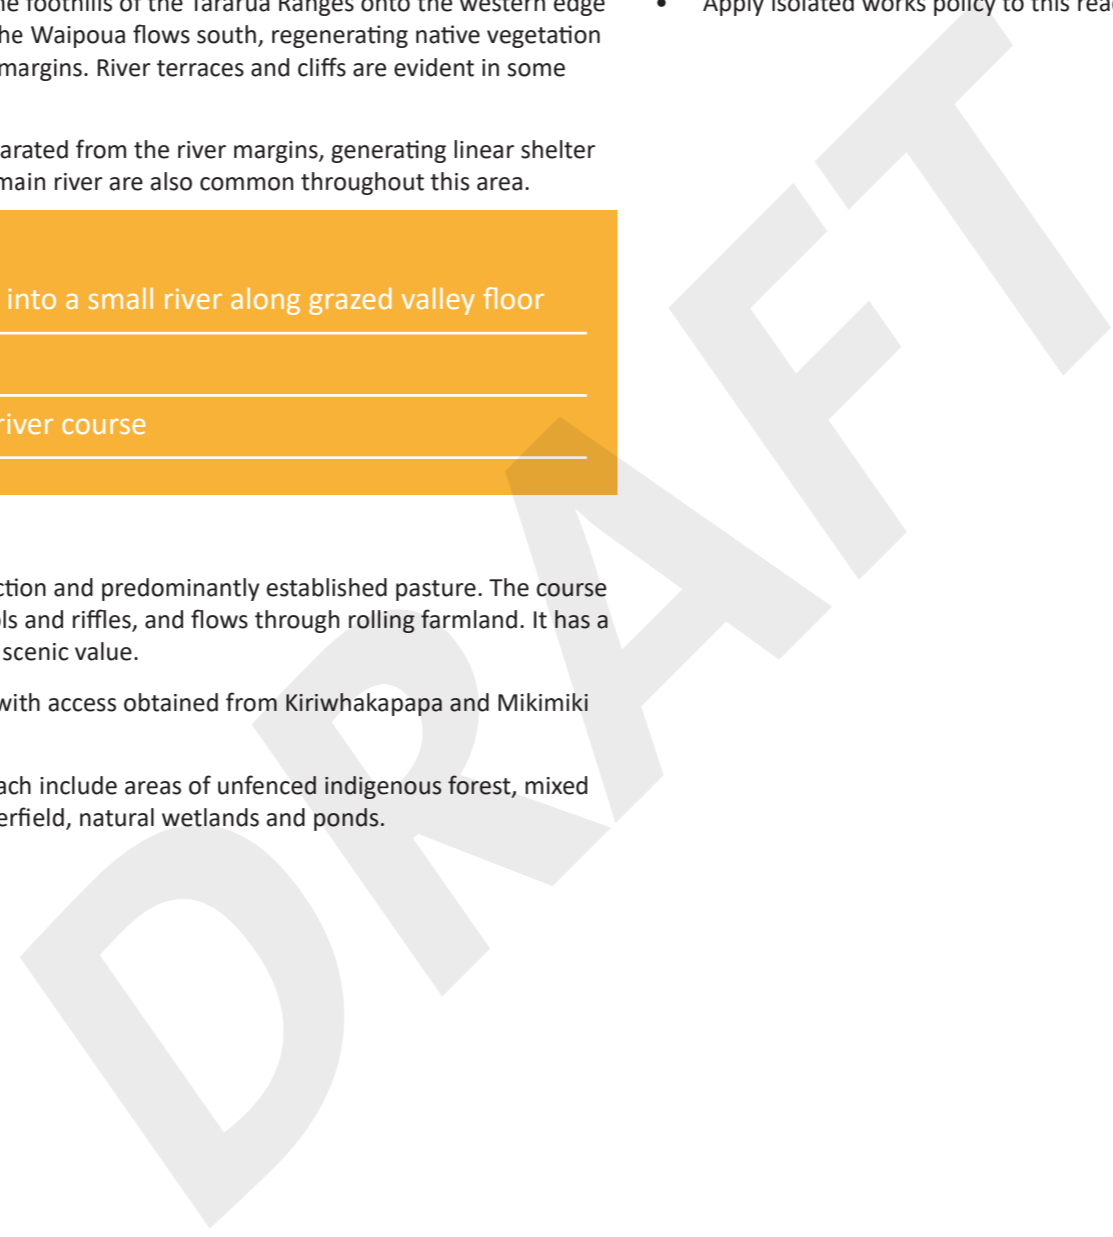 he foothills of the Tararua Ranges onto the western edge
he Waipoua flows south, regenerating native vegetation
margins. River terraces and cliffs are evident in some
arated from the river margins, generating linear shelter
main river are also common throughout this area.
into a small river along grazed valley floor
river course
ction and predominantly established pasture. The course
ols and riffles, and flows through rolling farmland. It has a
scenic value.
with access obtained from Kiriwhakapapa and Mikimiki
ach include areas of unfenced indigenous forest, mixed
erfield, natural wetlands and ponds.
• Apply isolated works policy to this reac
DRAFT